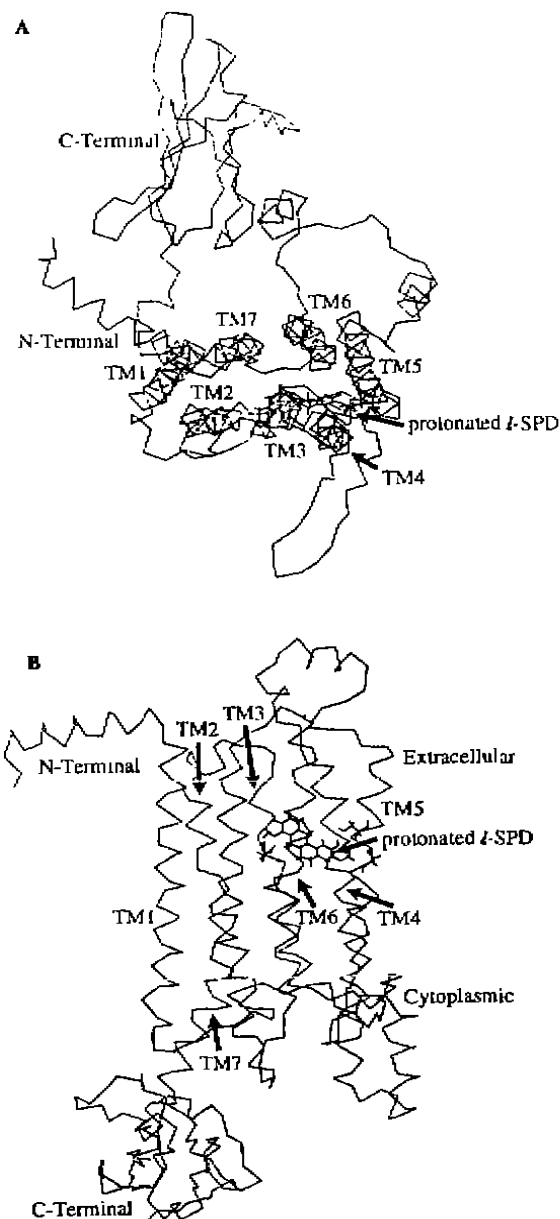 A
C-Terminal
TM6
TM7
N-Terminal
TM1
TM5
TM2
protonated l-SPD
TM3
TM4
B
TM3
TM2
N-Terminal
Extracellular
TM5
protonated l-SPD
TM1
TM6
TM4
Cytoplasmic
TM7
C-Terminal